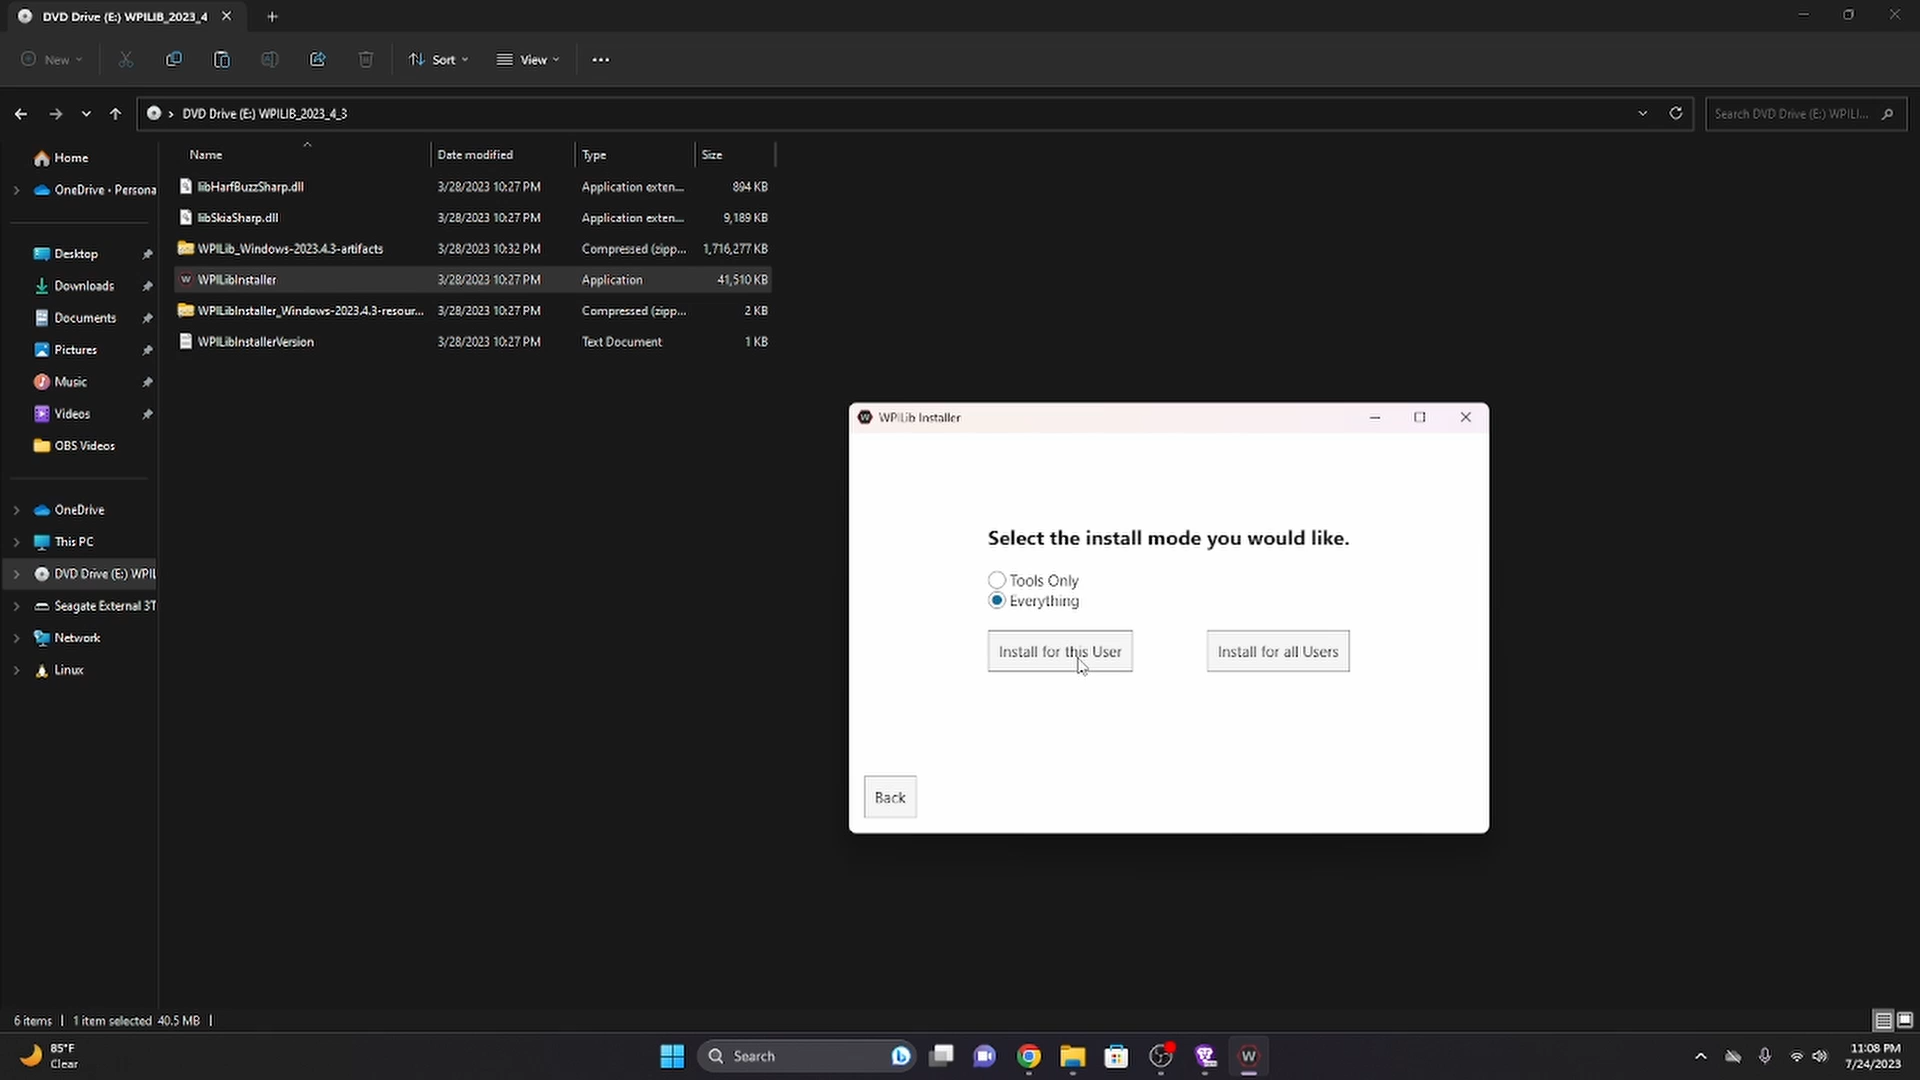 DVD Drive (E:) WPILIB_2023_4
New
Sort
View
DVD Drive (E:) WPILIB_2023_4_3
Search DVD Drive (E:) WPILI...
Name
Date modified
Type
Size
libHarfBuzzSharp.dll 3/28/2023 10:27 PM Application exten... 894 KB
libSkiaSharp.dll 3/28/2023 10:27 PM Application exten... 9,189 KB
WPILib_Windows-2023.4.3-artifacts 3/28/2023 10:32 PM Compressed (zipp... 1,716,277 KB
WPILibInstaller 3/28/2023 10:27 PM Application 41,510 KB
WPILibInstaller_Windows-2023.4.3-resour... 3/28/2023 10:27 PM Compressed (zipp... 2 KB
WPILibInstallerVersion 3/28/2023 10:27 PM Text Document 1 KB
Home
OneDrive - Persona
Desktop
Downloads
Documents
Pictures
Music
Videos
OBS Videos
OneDrive
This PC
DVD Drive (E:) WPIL
Seagate External 3T
Network
Linux
WPILib Installer
Select the install mode you would like.
Tools Only
Everything
Install for this User
Install for all Users
Back
6 items
1 item selected 40.5 MB
85°F
Clear
Search
11:08 PM
7/24/2023